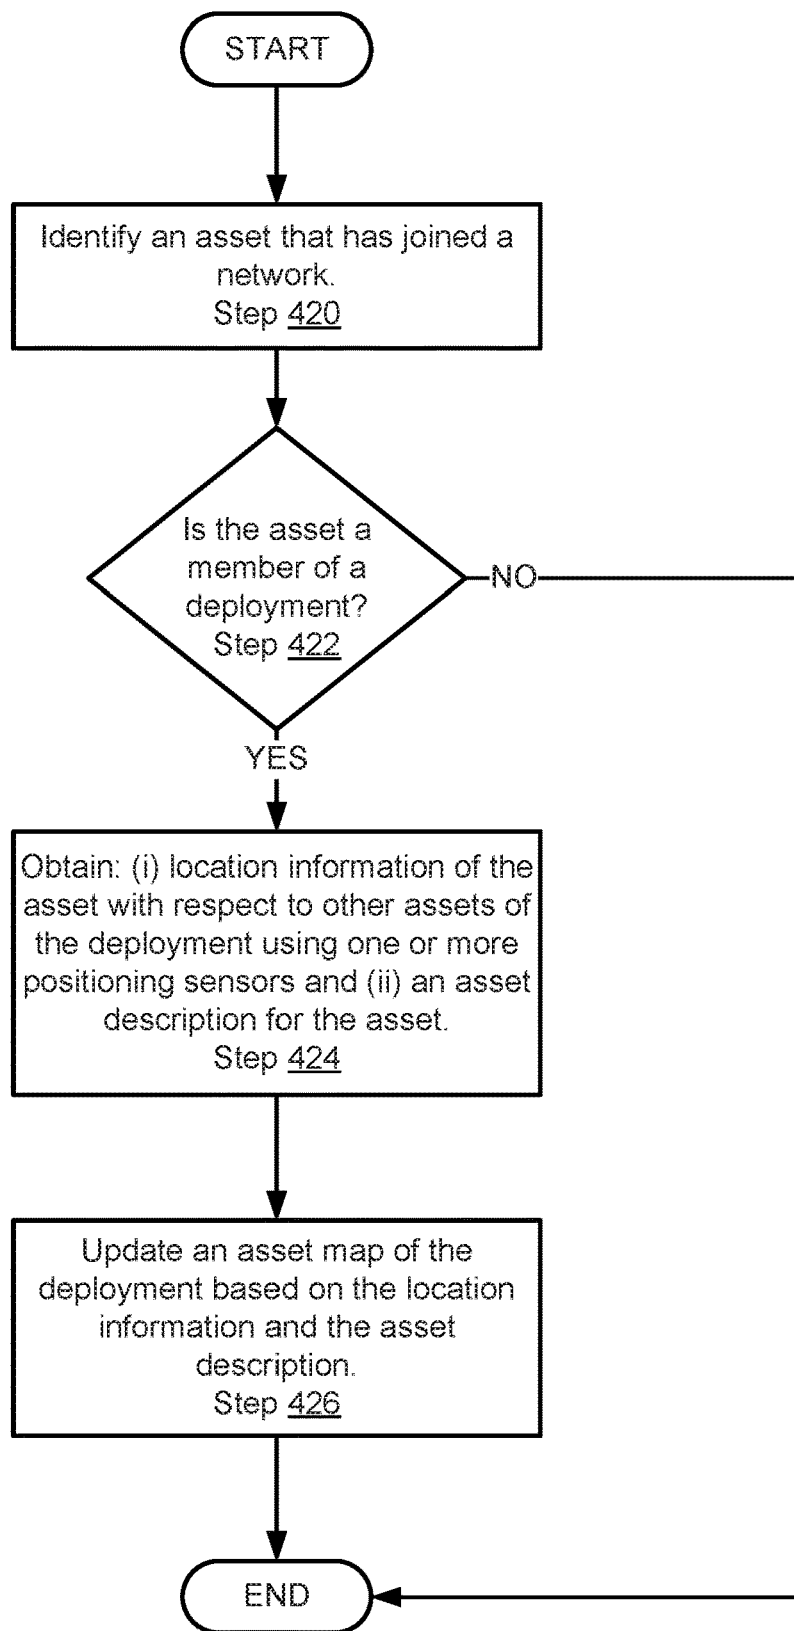 START
Identify an asset that has joined a
network.
Step 420
Is the asset a
member of a
deployment?
Step 422
NO
YES
Obtain: (i) location information of the
asset with respect to other assets of
the deployment using one or more
positioning sensors and (ii) an asset
description for the asset.
Step 424
Update an asset map of the
deployment based on the location
information and the asset
description.
Step 426
END